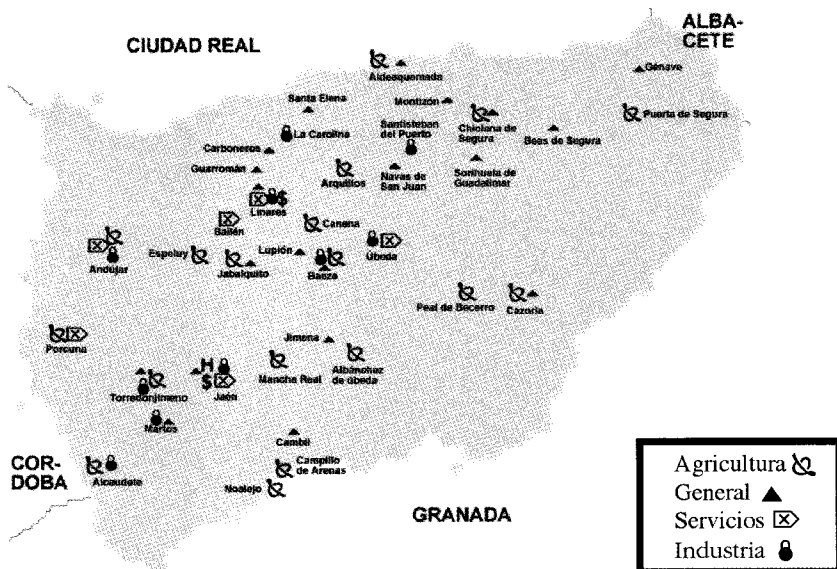 CIUDAD REAL
ALBA-
CETE
Aldeaquemada
Génave
Santa Elena
Montizón
Puerta de Segura
La Carolina
Santisteban
del Puerto
Chiclana de
Segura
Beas de Segura
Carboneros
Guarromán
Arquillos
Navas de
San Juan
Sorihuela de
Guadalimar
$
Linares
Bailén
Canena
Andújar
Espeluy
Lupión
Úbeda
Jabalquito
Baeza
Peal de Becerro
Cazorla
Porcuna
Jimena
H
$
Mancha Real
Albánchez
de úbeda
Torredonjimeno
Jaén
Martos
Cambil
COR-
DOBA
Alcaudete
Campillo
de Arenas
Noalejo
GRANADA
Agricultura
General
Servicios
Industria